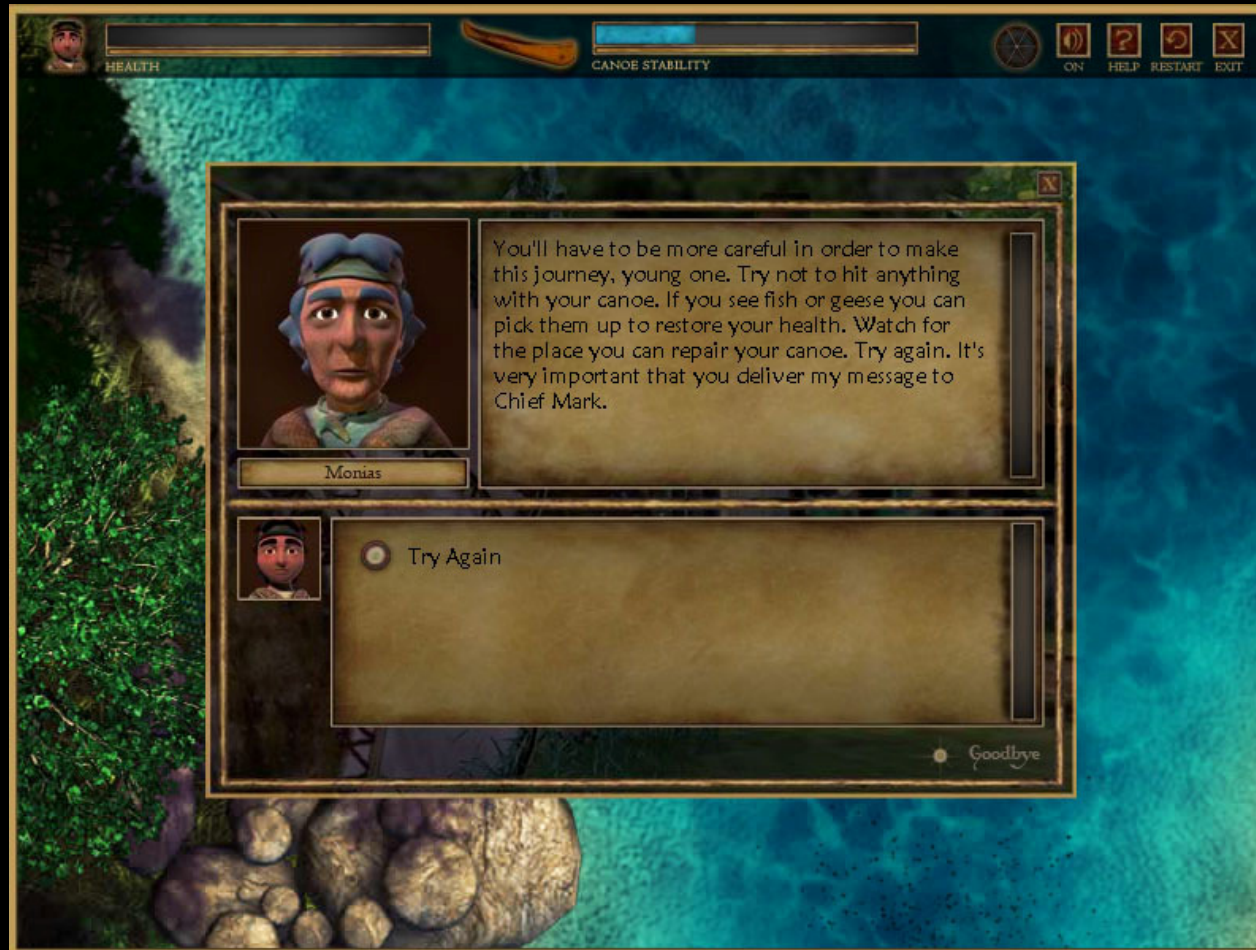 HEALTH
CANOE STABILITY
ON
HELP
RESTART
EXIT
X
You'll have to be more careful in order to make
this journey, young one. Try not to hit anything
with your canoe. If you see fish or geese you can
pick them up to restore your health. Watch for
the place you can repair your canoe. Try again. It's
very important that you deliver my message to
Chief Mark.
Monias
Try Again
Goodbye